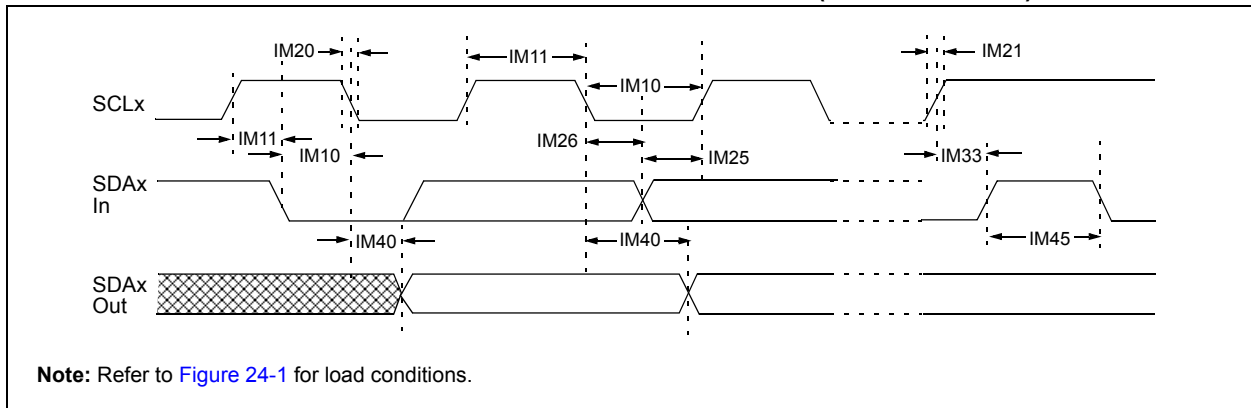 IM20
IM11
IM21
IM10
SCLx
IM11
IM26
IM10
IM25
IM33
SDAx
In
IM40
IM40
IM45
SDAx
Out
Note: Refer to Figure 24-1 for load conditions.